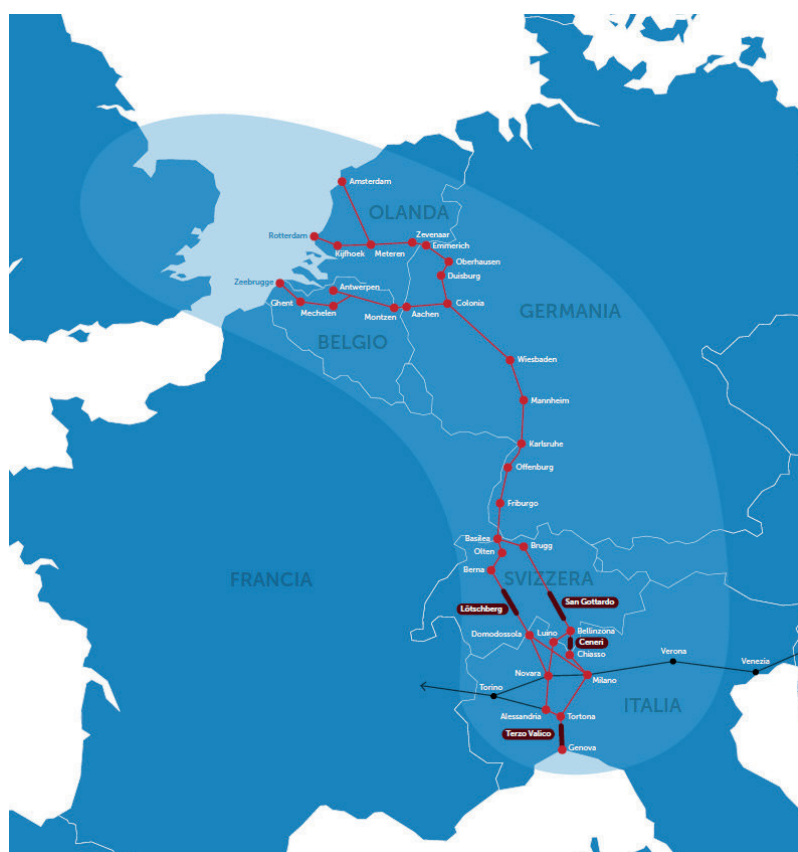 Amsterdam
OLANDA
Rotterdam
Kijfhoek
Meteren
Zevenaar
Emmerich
Oberhausen
Duisburg
Zeebrugge
Antwerpen
Ghent
Mechelen
Montzen
Aachen
Colonia
BELGIO
GERMANIA
Wiesbaden
Mannheim
Karlsruhe
Offenburg
Friburgo
Basilea
Olten
Brugg
Berna
SVIZZERA
FRANCIA
Lötschberg
San Gottardo
Domodossola
Luino
Bellinzona
Ceneri
Chiasso
Verona
Venezia
Novara
Milano
Torino
Alessandria
Tortona
ITALIA
Terzo Valico
Genova